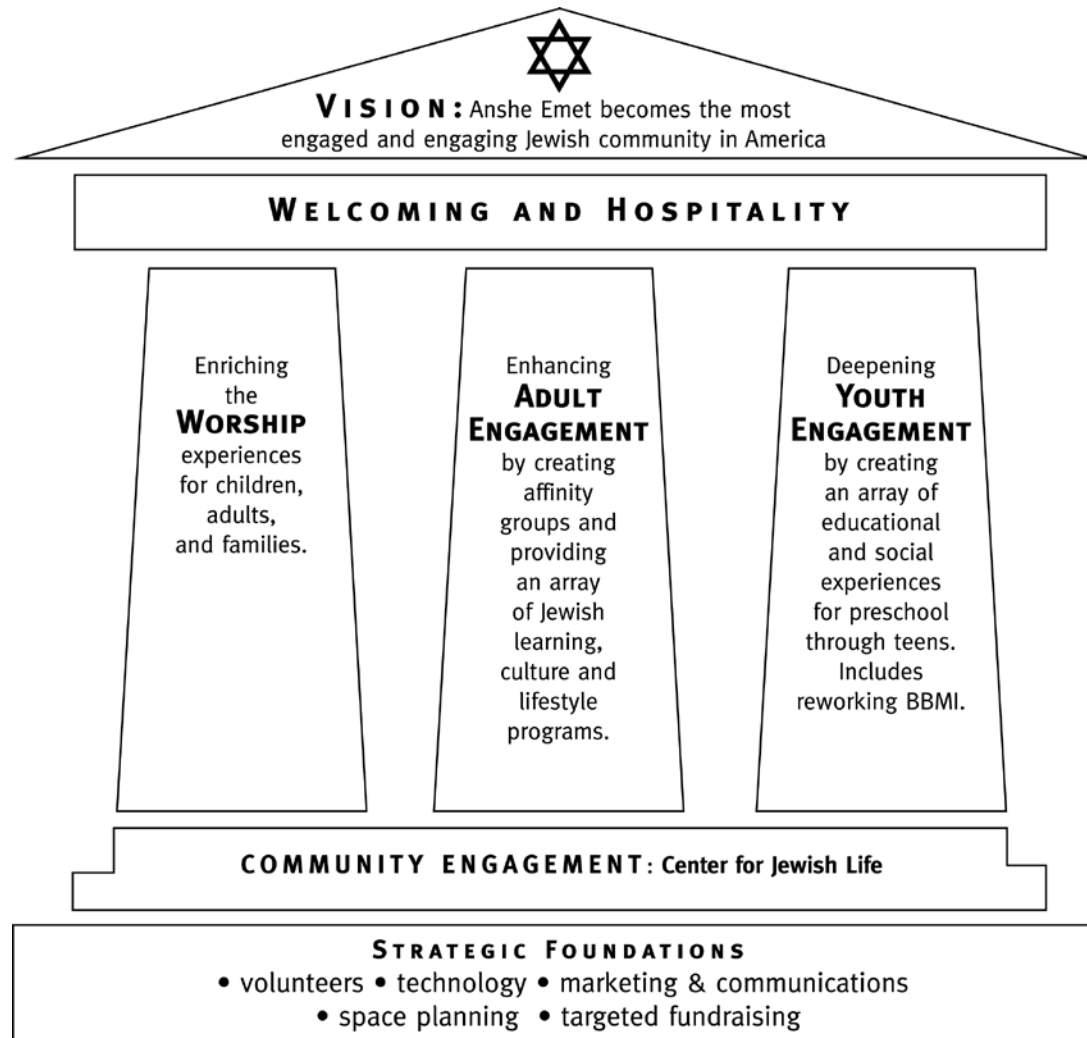 VISION: Anshe Emet becomes the most
engaged and engaging Jewish community in America
WELCOMING AND HOSPITALITY
Enriching
the
WORSHIP
experiences
for children,
adults,
and families.
Enhancing
ADULT
ENGAGEMENT
by creating
affinity
groups and
providing
an array
of Jewish
learning,
culture and
lifestyle
programs.
Deepening
YOUTH
ENGAGEMENT
by creating
an array of
educational
and social
experiences
for preschool
through teens.
Includes
reworking BBMI.
COMMUNITY ENGAGEMENT: Center for Jewish Life
STRATEGIC FOUNDATIONS
• volunteers • technology • marketing & communications
• space planning • targeted fundraising